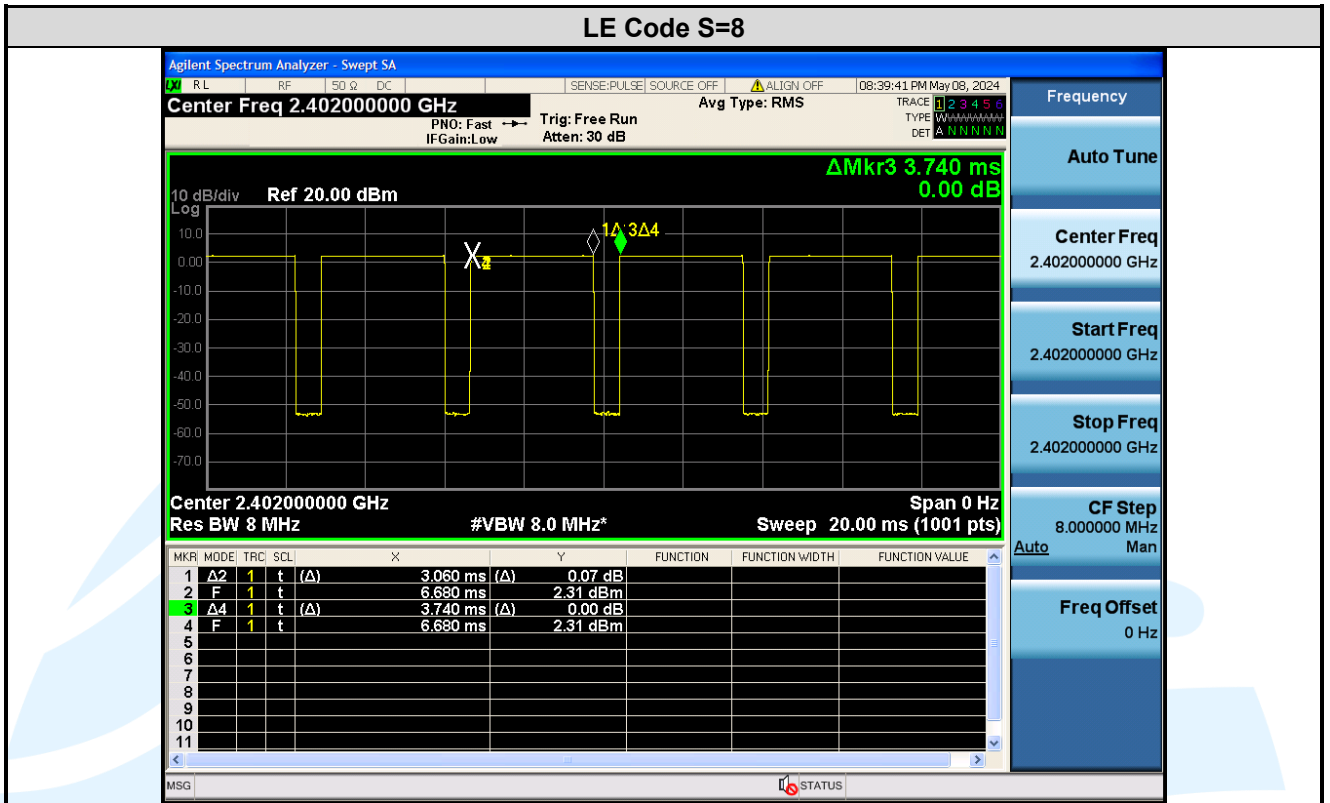 LE Code S=8
Agilent Spectrum Analyzer - Swept SA
LXI RL RF 50 Ω DC SENSE:PULSE SOURCE OFF ALIGN OFF 08:39:41 PM May 08, 2024
Center Freq 2.402000000 GHz Avg Type: RMS TRACE 1 2 3 4 5 6
PNO: Fast Trig: Free Run TYPE WWWWWW
IFGain:Low Atten: 30 dB DET A N N N N N
ΔMkr3 3.740 ms
0.00 dB
10 dB/div Ref 20.00 dBm
Log
1Δ 3Δ4
10.0
0.00
-10.0
-20.0
-30.0
-40.0
-50.0
-60.0
-70.0
Center 2.402000000 GHz Span 0 Hz
Res BW 8 MHz #VBW 8.0 MHz* Sweep 20.00 ms (1001 pts)
MKR MODE TRC SCL X Y FUNCTION FUNCTION WIDTH FUNCTION VALUE
1 Δ2 1 t (Δ) 3.060 ms (Δ) 0.07 dB
2 F 1 t 6.680 ms 2.31 dBm
3 Δ4 1 t (Δ) 3.740 ms (Δ) 0.00 dB
4 F 1 t 6.680 ms 2.31 dBm
5
6
7
8
9
10
11
MSG STATUS
Frequency
Auto Tune
Center Freq
2.402000000 GHz
Start Freq
2.402000000 GHz
Stop Freq
2.402000000 GHz
CF Step
8.000000 MHz
Auto Man
Freq Offset
0 Hz